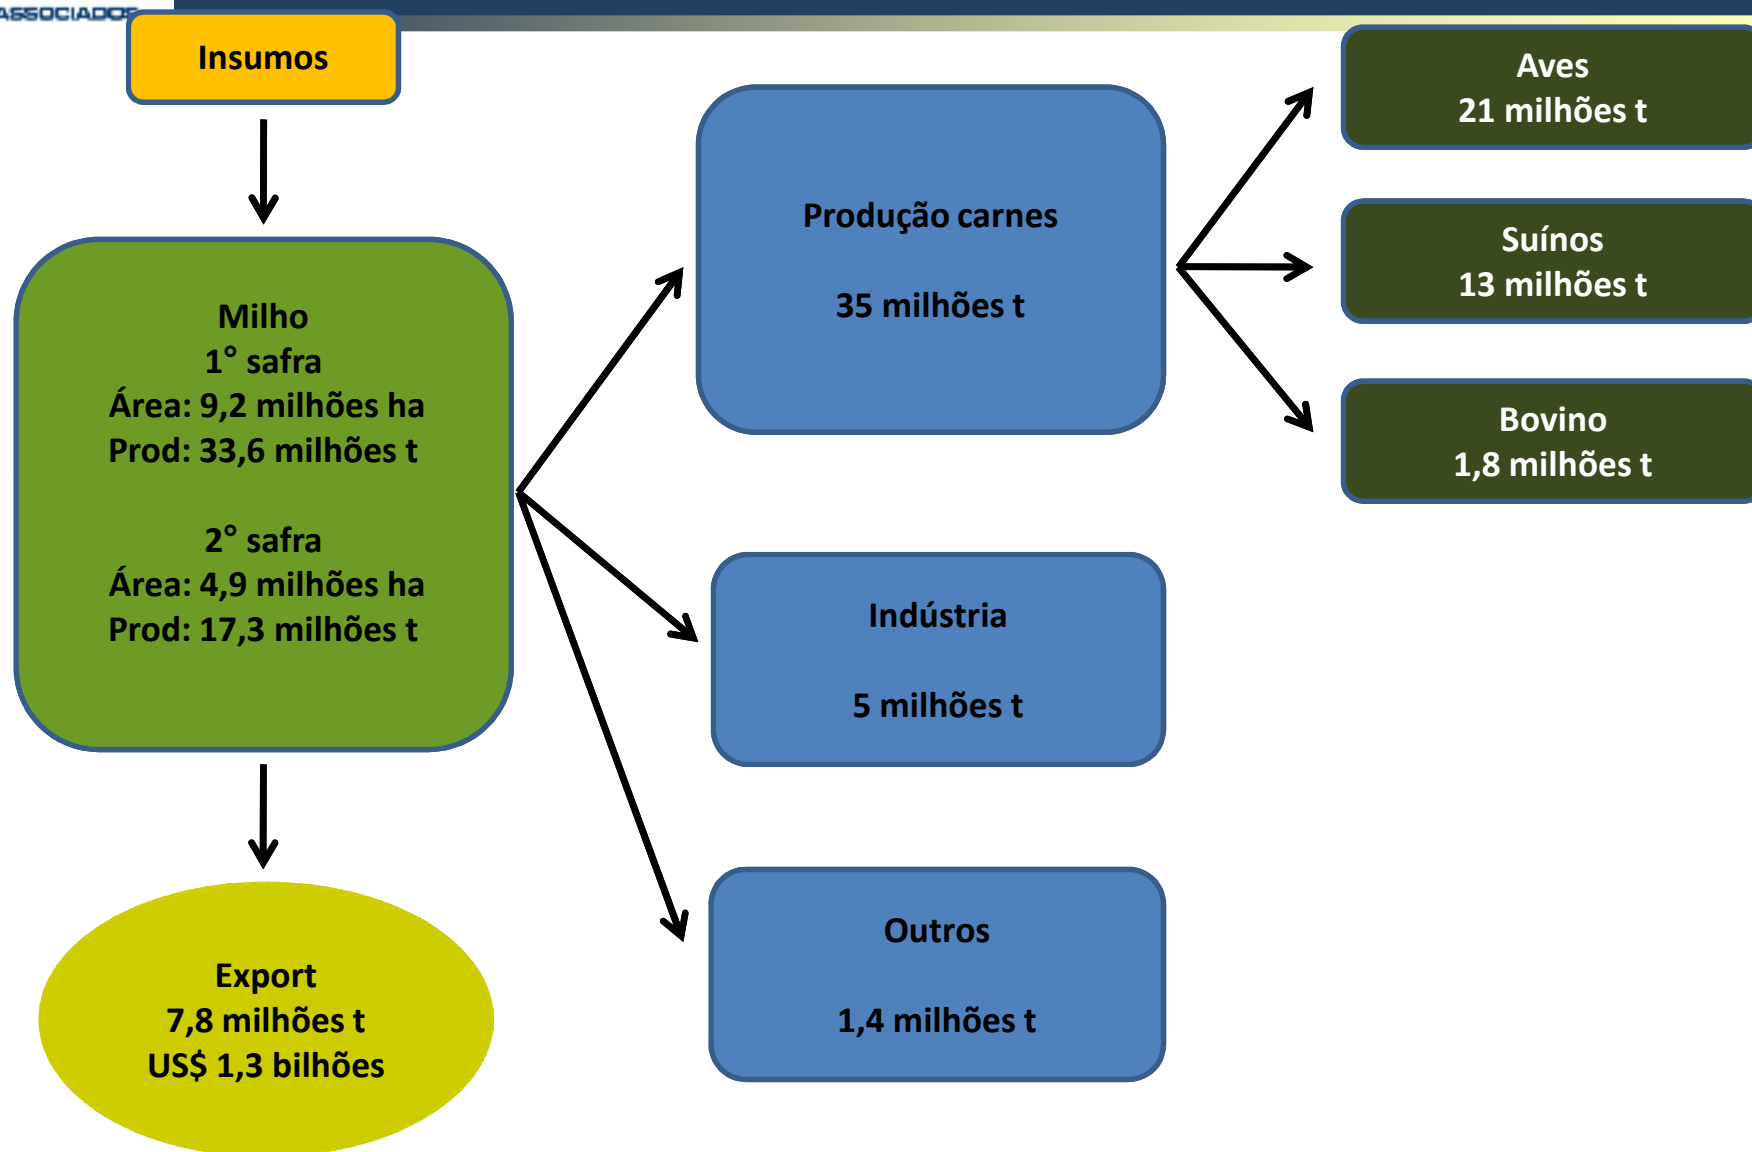 ASSOCIADOS
Insumos
Milho
1° safra
Área: 9,2 milhões ha
Prod: 33,6 milhões t
2° safra
Área: 4,9 milhões ha
Prod: 17,3 milhões t
Export
7,8 milhões t
US$ 1,3 bilhões
Produção carnes
35 milhões t
Indústria
5 milhões t
Outros
1,4 milhões t
Aves
21 milhões t
Suínos
13 milhões t
Bovino
1,8 milhões t